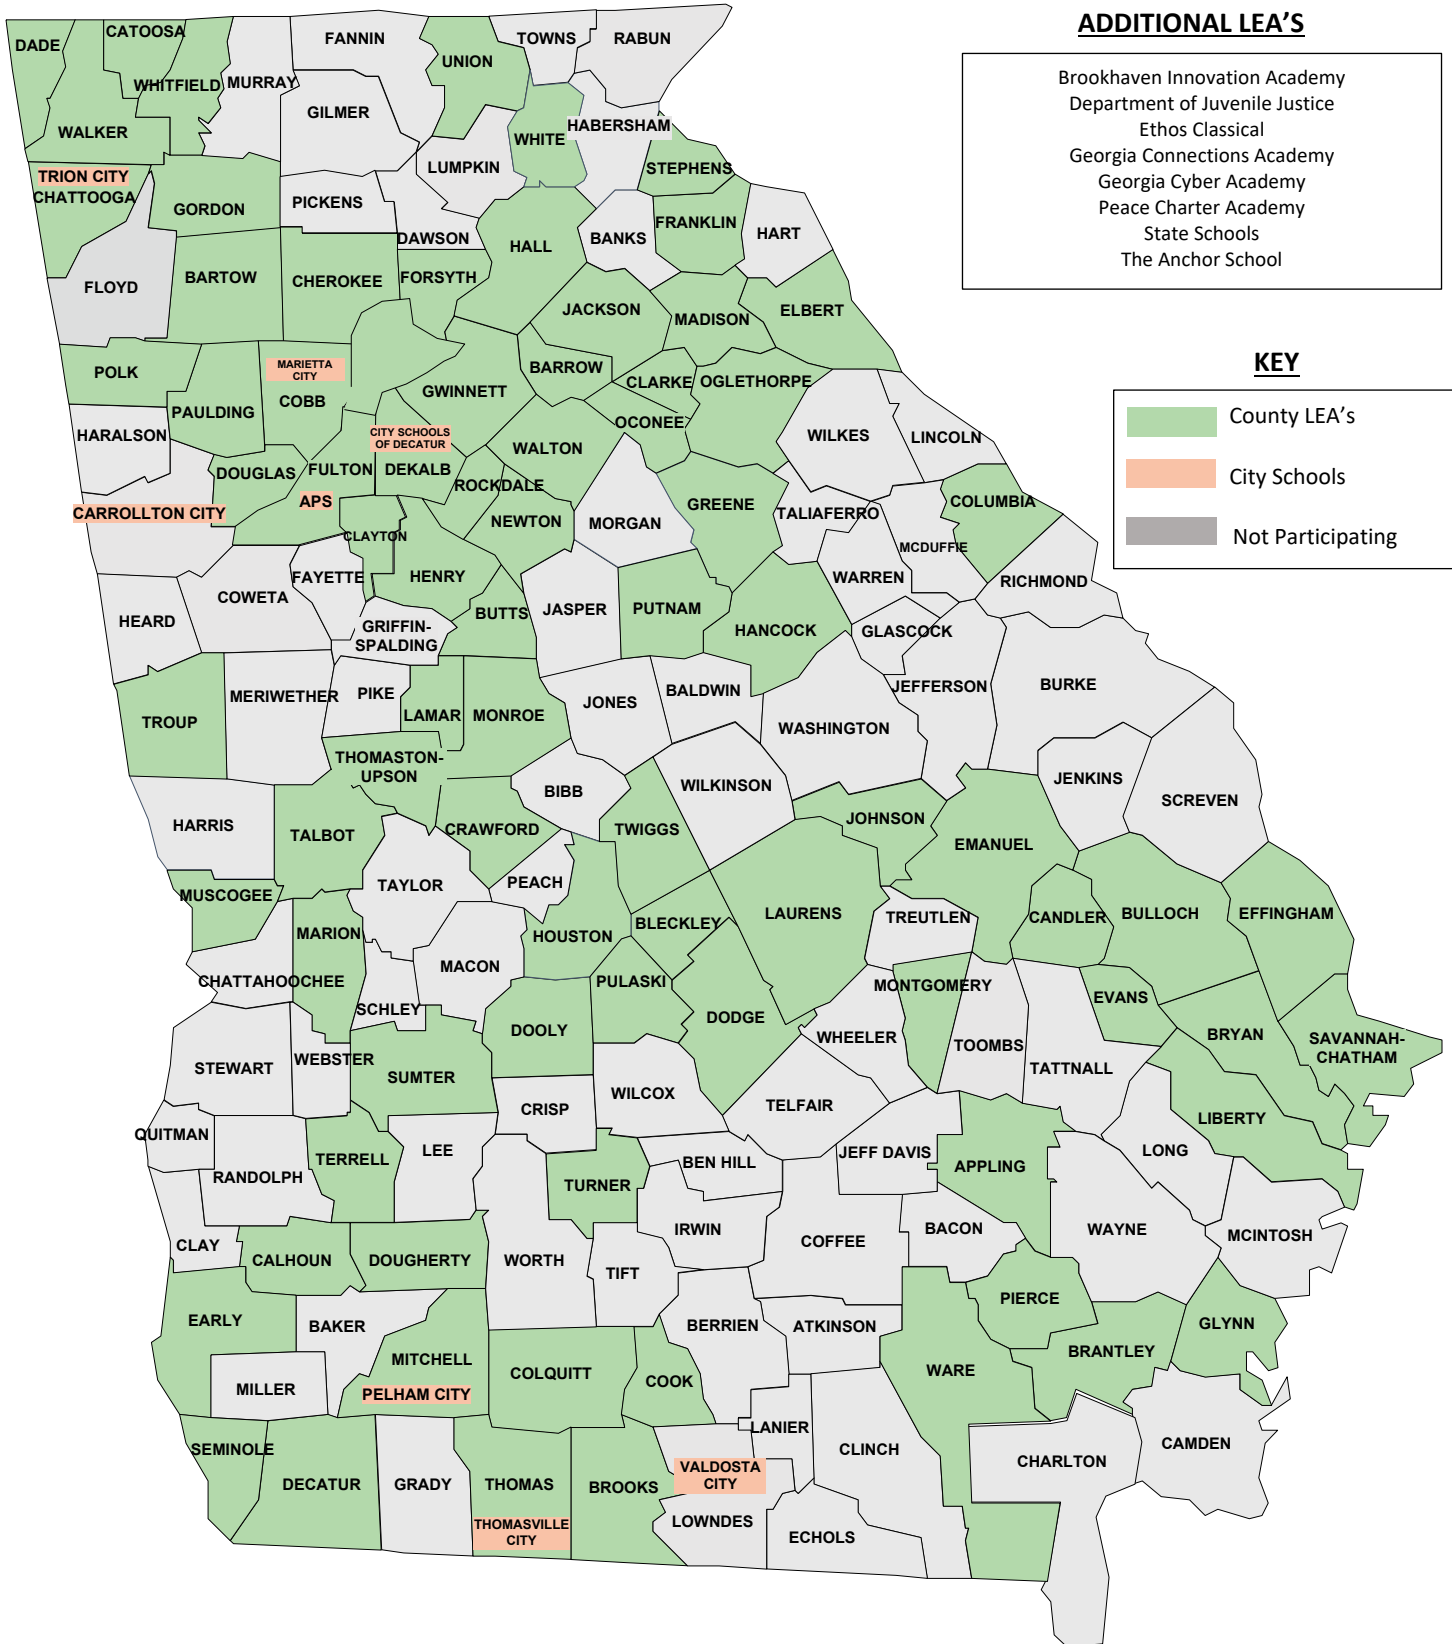 ADDITIONAL LEA'S
Brookhaven Innovation Academy
Department of Juvenile Justice
Ethos Classical
Georgia Connections Academy
Georgia Cyber Academy
Peace Charter Academy
State Schools
The Anchor School
KEY
County LEA's
City Schools
Not Participating
DADE
CATOOSA
WHITFIELD
MURRAY
FANNIN
UNION
TOWNS
RABUN
WALKER
GILMER
WHITE
HABERSHAM
LUMPKIN
STEPHENS
TRION CITY
CHATTOOGA
GORDON
PICKENS
DAWSON
HALL
BANKS
FRANKLIN
HART
FLOYD
BARTOW
CHEROKEE
FORSYTH
JACKSON
MADISON
ELBERT
POLK
PAULDING
MARIETTA
CITY
COBB
GWINNETT
BARROW
CLARKE
OGLETHORPE
OCONEE
HARALSON
DOUGLAS
FULTON
CITY SCHOOLS
OF DECATUR
DEKALB
WALTON
WILKES
LINCOLN
CARROLLTON CITY
APS
ROCKDALE
NEWTON
MORGAN
GREENE
TALIAFERRO
COLUMBIA
CLAYTON
MCDUFFIE
HEARD
COWETA
FAYETTE
HENRY
BUTTS
JASPER
PUTNAM
HANCOCK
WARREN
RICHMOND
GRIFFIN-
SPALDING
GLASCOCK
TROUP
MERIWETHER
PIKE
LAMAR
MONROE
JONES
BALDWIN
WASHINGTON
JEFFERSON
BURKE
THOMASTON-
UPSON
BIBB
WILKINSON
JENKINS
SCREVEN
HARRIS
TALBOT
CRAWFORD
TWIGGS
JOHNSON
EMANUEL
MUSCOGEE
TAYLOR
PEACH
MARION
HOUSTON
BLECKLEY
LAURENS
TREUTLEN
CANDLER
BULLOCH
EFFINGHAM
CHATTAHOOCHEE
MACON
SCHLEY
PULASKI
MONTGOMERY
EVANS
DOOLY
DODGE
WHEELER
TOOMBS
TATTNALL
BRYAN
SAVANNAH-
CHATHAM
STEWART
WEBSTER
SUMTER
CRISP
WILCOX
TELFAIR
LIBERTY
QUITMAN
RANDOLPH
TERRELL
LEE
TURNER
BEN HILL
JEFF DAVIS
APPLING
LONG
CLAY
CALHOUN
DOUGHERTY
WORTH
TIFT
IRWIN
COFFEE
BACON
WAYNE
MCINTOSH
EARLY
BAKER
MITCHELL
BERRIEN
ATKINSON
PIERCE
GLYNN
MILLER
PELHAM CITY
COLQUITT
COOK
WARE
BRANTLEY
SEMINOLE
DECATUR
GRADY
THOMAS
THOMASVILLE
CITY
BROOKS
VALDOSTA
CITY
LOWNDES
LANIER
CLINCH
ECHOLS
CHARLTON
CAMDEN